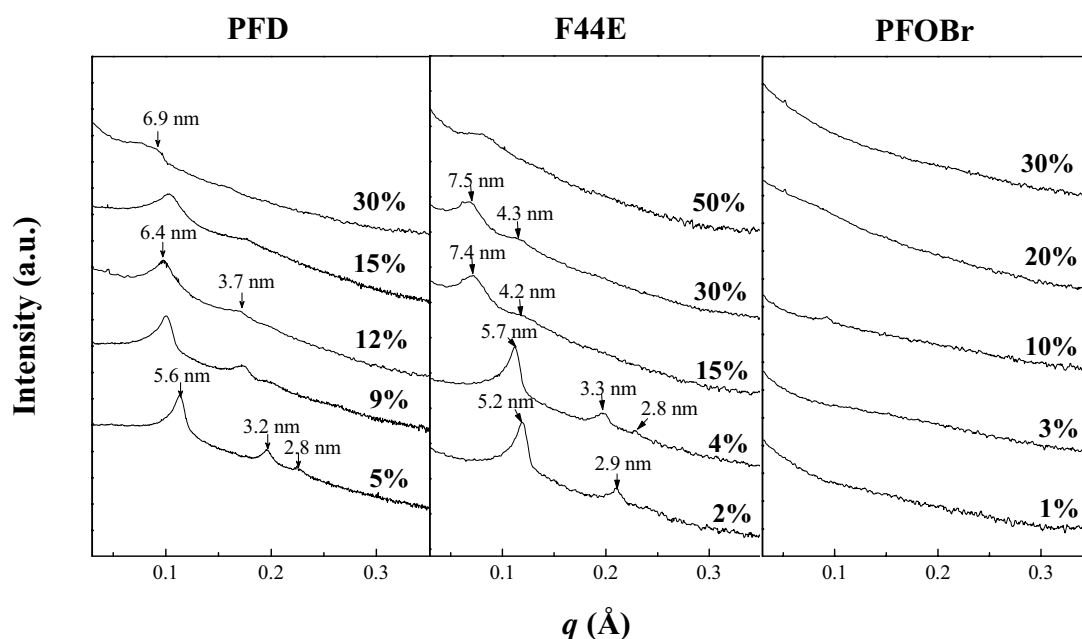 PFD
F44E
PFOBr
Intensity (a.u.)
6.9 nm
30%
15%
6.4 nm
3.7 nm
12%
9%
5.6 nm
3.2 nm
2.8 nm
5%
0.1
0.2
0.3
50%
7.5 nm
4.3 nm
30%
7.4 nm
4.2 nm
15%
5.7 nm
3.3 nm
2.8 nm
4%
5.2 nm
2.9 nm
2%
0.1
0.2
0.3
30%
20%
10%
3%
1%
0.1
0.2
0.3
q (Å)